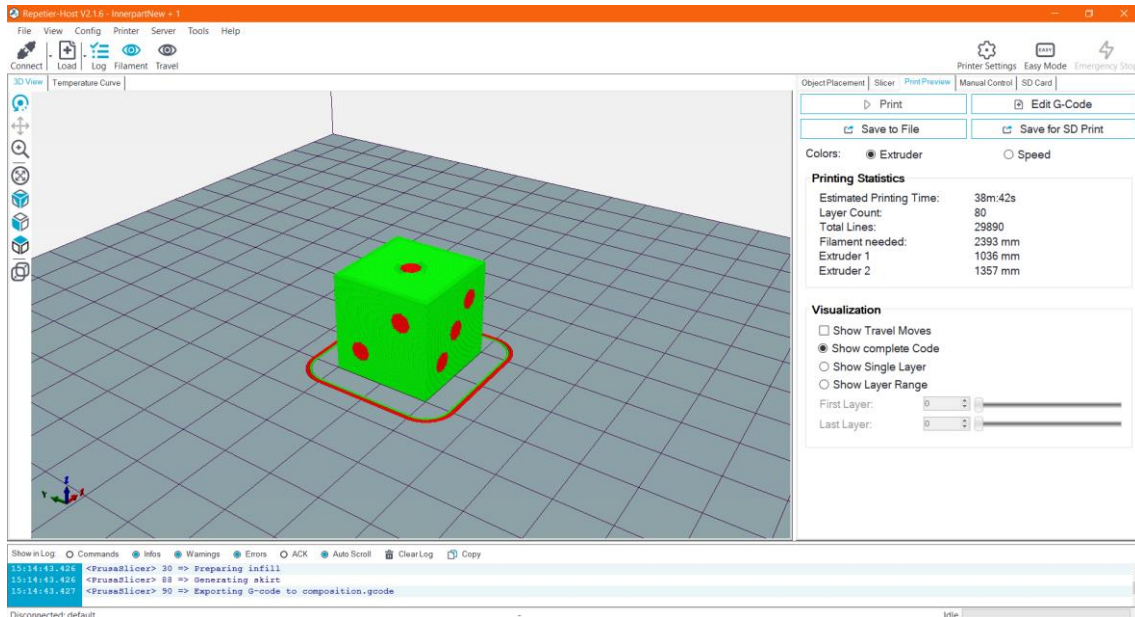 Repetier-Host V2.1.6 - InnerpartNew + 1
File View Config Printer Server Tools Help
Connect Load Log Filament Travel Printer Settings Easy Mode Emergency Stop
EASY
3D View Temperature Curve
Object Placement Slicer Print Preview Manual Control SD Card
Print Edit G-Code
Save to File Save for SD Print
Colors: Extruder Speed
Printing Statistics
Estimated Printing Time: 38m:42s
Layer Count: 80
Total Lines: 29890
Filament needed: 2393 mm
Extruder 1 1036 mm
Extruder 2 1357 mm
Visualization
Show Travel Moves
Show complete Code
Show Single Layer
Show Layer Range
First Layer: 0
Last Layer: 0
Show in Log: Commands Infos Warnings Errors ACK Auto Scroll Clear Log Copy
15:14:43.426 <PrusaSlicer> 30 => Preparing infill
15:14:43.426 <PrusaSlicer> 88 => Generating skirt
15:14:43.427 <PrusaSlicer> 90 => Exporting G-code to composition.gcode
Disconnected: default - Idle